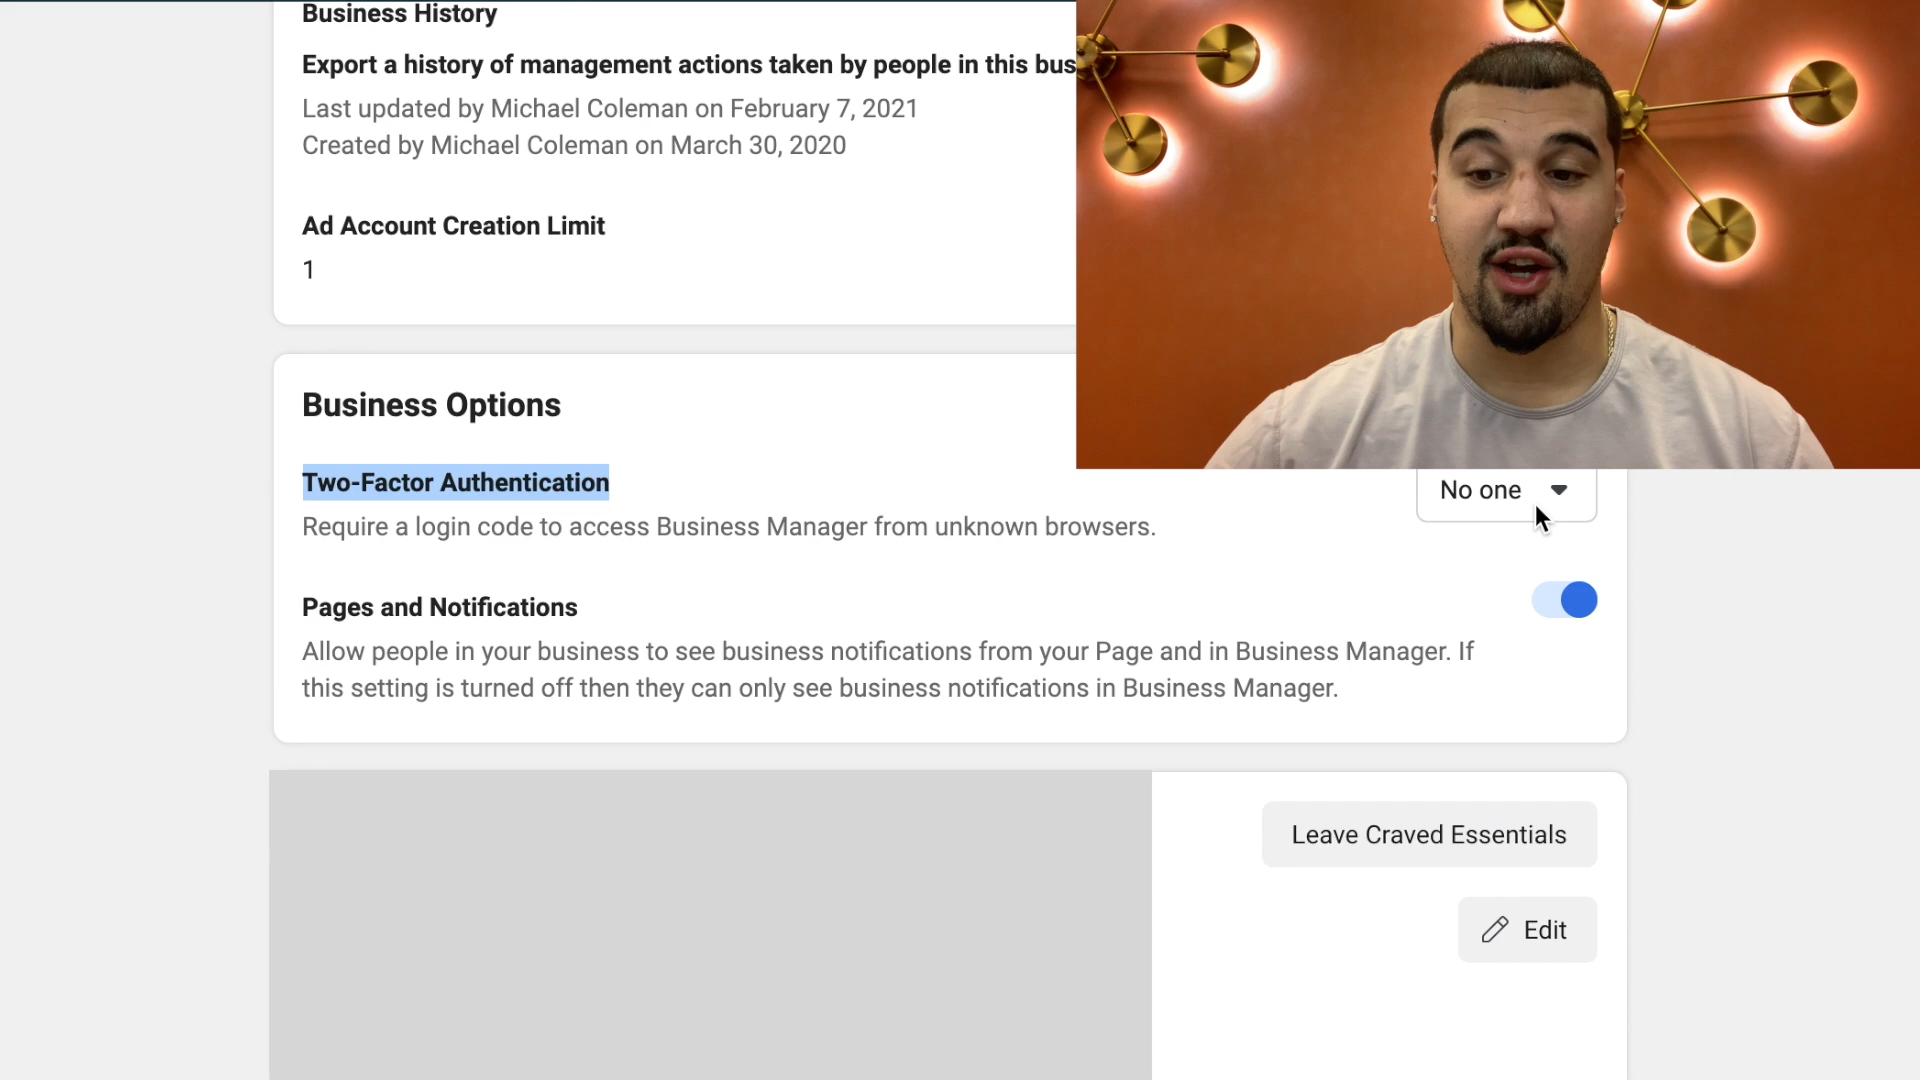 Business History
Export a history of management actions taken by people in this bus
Last updated by Michael Coleman on February 7, 2021
Created by Michael Coleman on March 30, 2020
Ad Account Creation Limit
1
Business Options
Two-Factor Authentication
No one
Require a login code to access Business Manager from unknown browsers.
Pages and Notifications
Allow people in your business to see business notifications from your Page and in Business Manager. If
this setting is turned off then they can only see business notifications in Business Manager.
Leave Craved Essentials
Edit